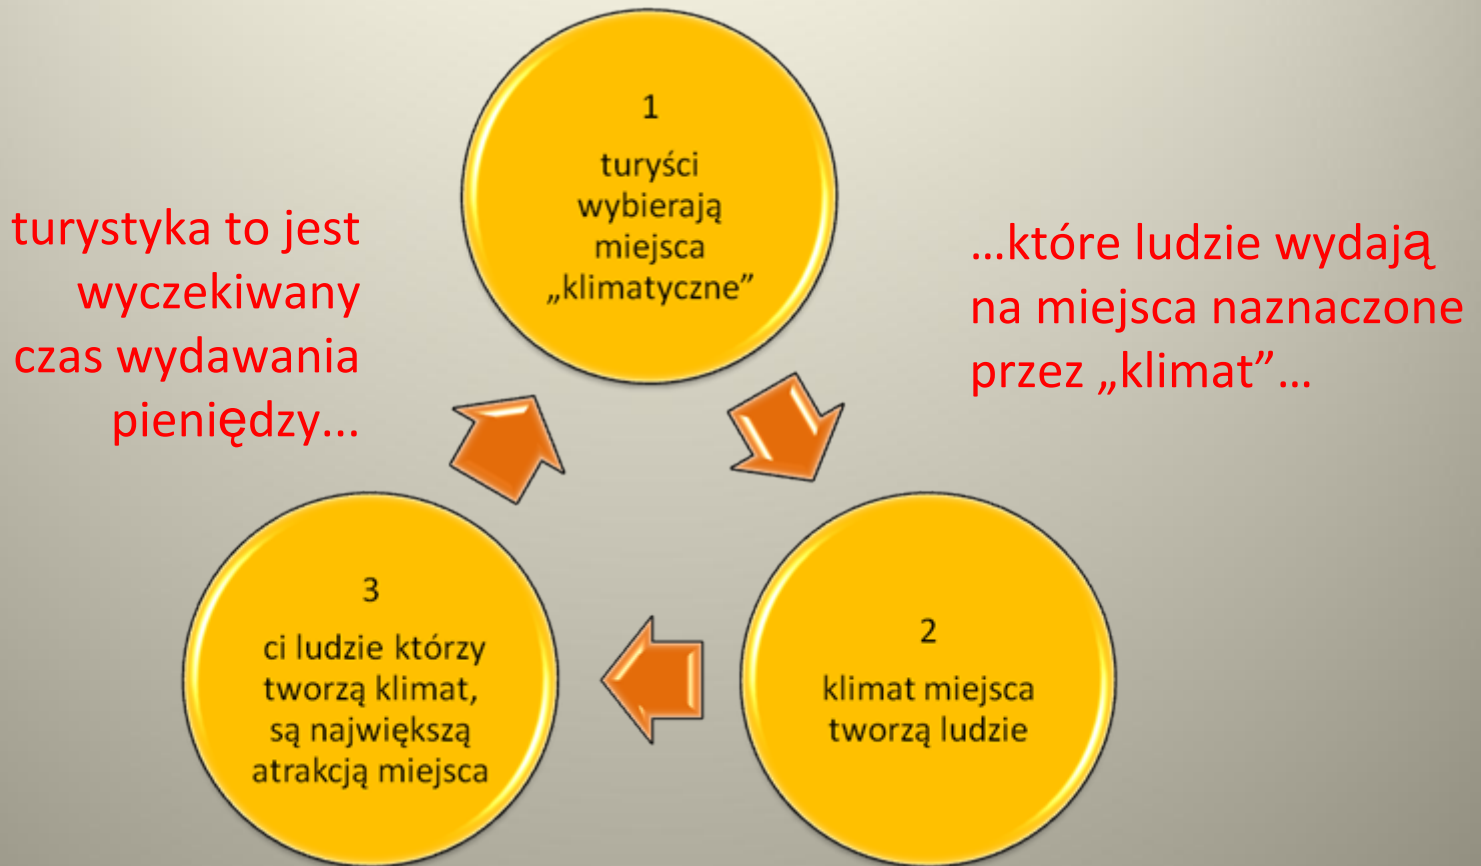 turystyka to jest
wyczekiwany
czas wydawania
pieniędzy...
1
turyści
wybierają
miejsca
„klimatyczne”
...które ludzie wydają
na miejsca naznaczone
przez „klimat”...
2
klimat miejsca
tworzą ludzie
3
ci ludzie którzy
tworzą klimat,
są największą
atrakcją miejsca